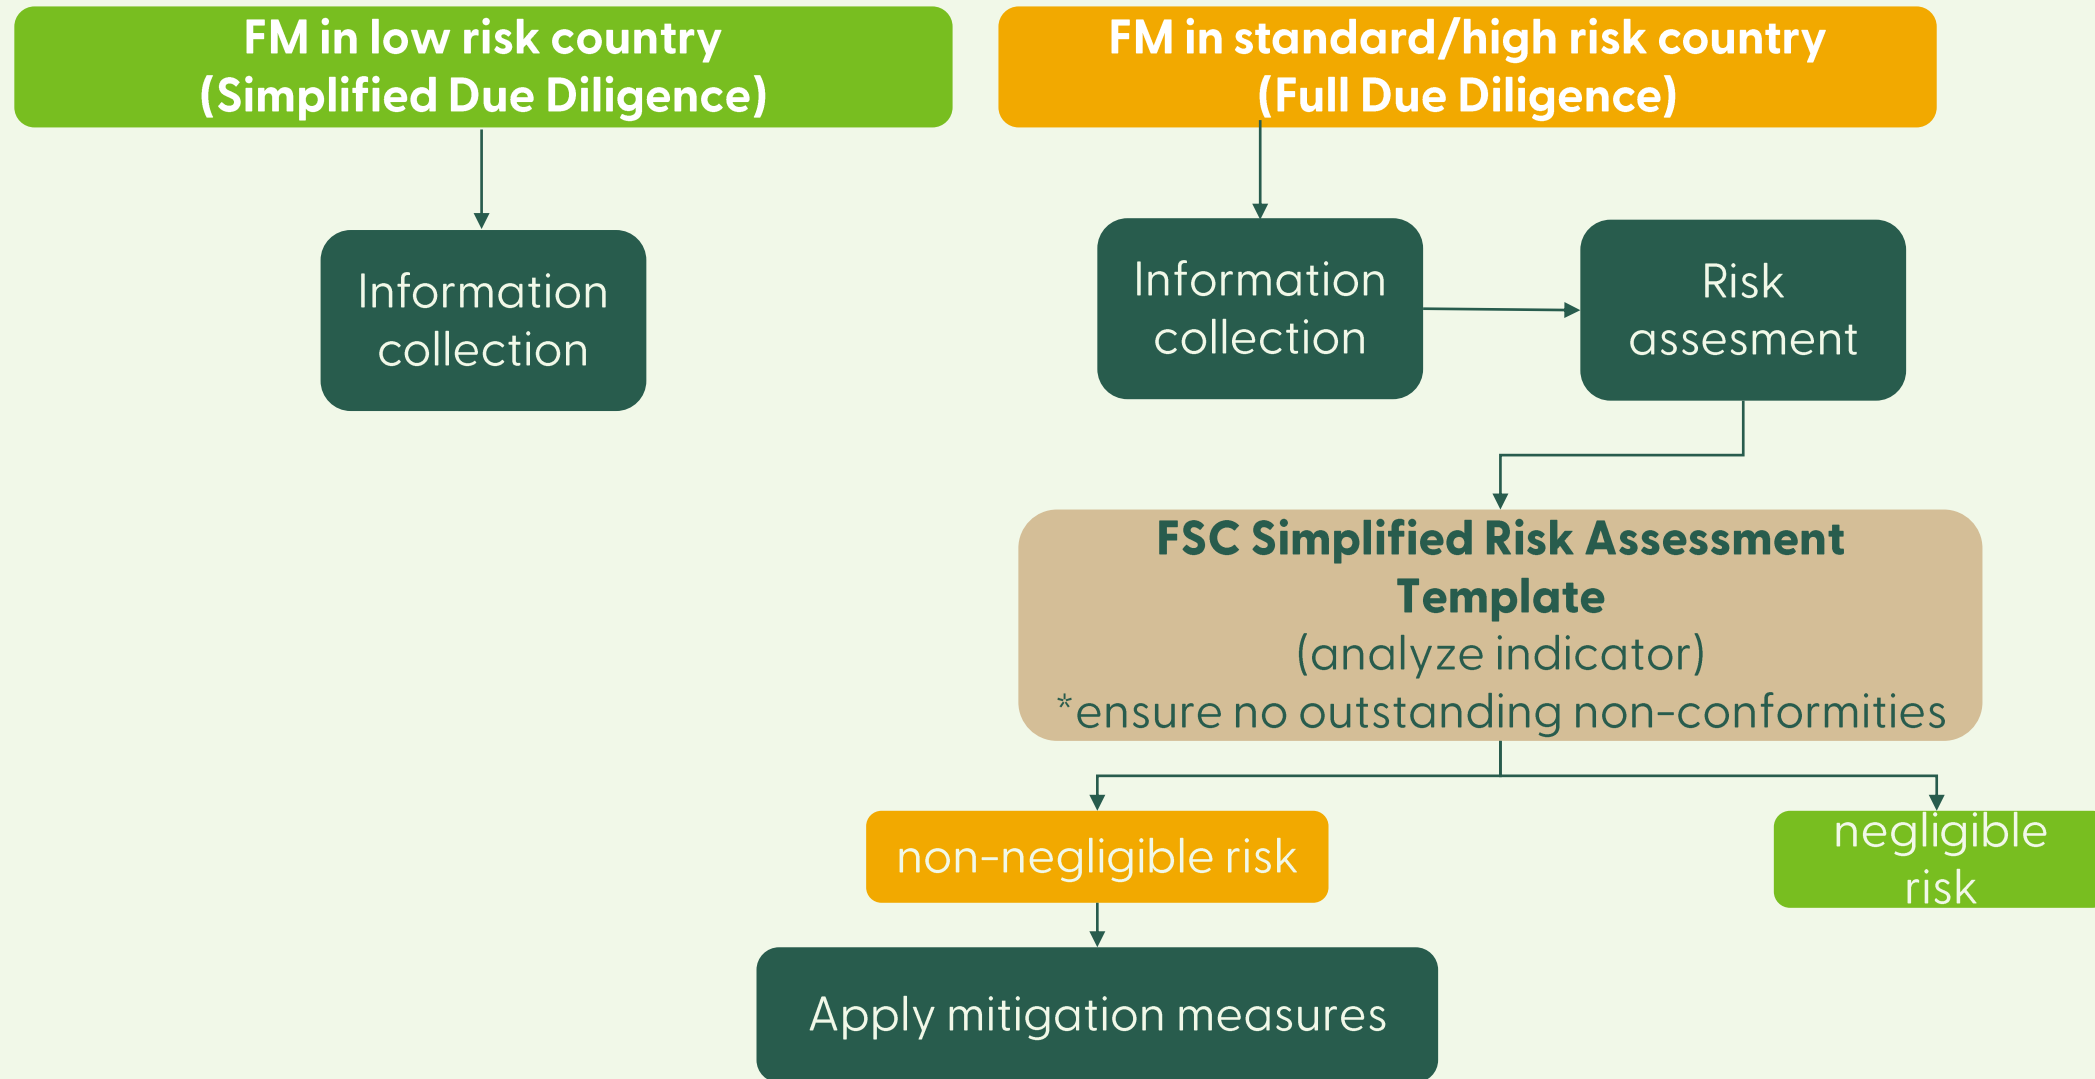 FM in low risk country
(Simplified Due Diligence)
FM in standard/high risk country
(Full Due Diligence)
Information
collection
Information
collection
Risk
assesment
FSC Simplified Risk Assessment
Template
(analyze indicator)
*ensure no outstanding non-conformities
non-negligible risk
negligible
risk
Apply mitigation measures